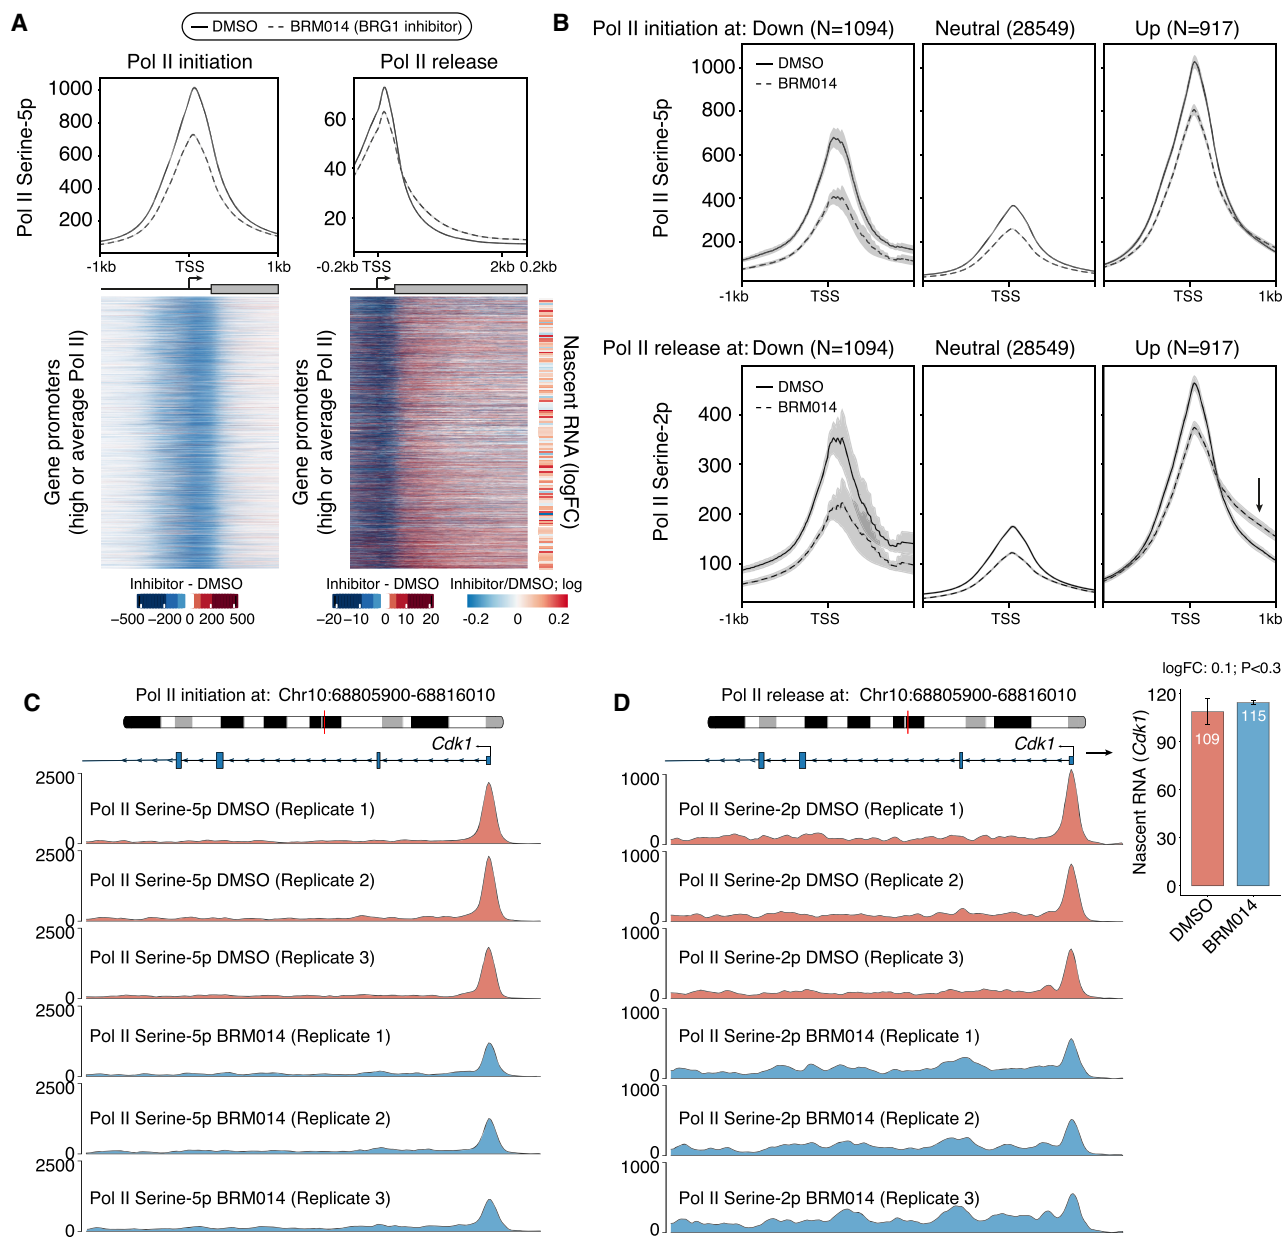 A
DMSO
BRM014 (BRG1 inhibitor)
Pol II initiation
Pol II release
Pol II Serine-5p
1000
800
600
400
200
60
40
20
-1kb
TSS
1kb
-0.2kb
TSS
2kb
0.2kb
Gene promoters
(high or average Pol II)
Gene promoters
(high or average Pol II)
Nascent RNA (logFC)
Inhibitor - DMSO
−500
−200
0
200
500
Inhibitor - DMSO
−20
−10
0
10
20
Inhibitor/DMSO; log
-0.2
0
0.2
B
Pol II initiation at: Down (N=1094)
Neutral (28549)
Up (N=917)
Pol II Serine-5p
1000
800
600
400
200
DMSO
BRM014
-1kb
TSS
TSS
TSS
1kb
Pol II release at: Down (N=1094)
Neutral (28549)
Up (N=917)
Pol II Serine-2p
400
300
200
100
DMSO
BRM014
-1kb
TSS
TSS
TSS
1kb
C
Pol II initiation at: Chr10:68805900-68816010
Cdk1
2500
Pol II Serine-5p DMSO (Replicate 1)
0
2500
Pol II Serine-5p DMSO (Replicate 2)
0
2500
Pol II Serine-5p DMSO (Replicate 3)
0
2500
Pol II Serine-5p BRM014 (Replicate 1)
0
2500
Pol II Serine-5p BRM014 (Replicate 2)
0
2500
Pol II Serine-5p BRM014 (Replicate 3)
0
D
Pol II release at: Chr10:68805900-68816010
Cdk1
1000
Pol II Serine-2p DMSO (Replicate 1)
0
1000
Pol II Serine-2p DMSO (Replicate 2)
0
1000
Pol II Serine-2p DMSO (Replicate 3)
0
1000
Pol II Serine-2p BRM014 (Replicate 1)
0
1000
Pol II Serine-2p BRM014 (Replicate 2)
0
1000
Pol II Serine-2p BRM014 (Replicate 3)
0
logFC: 0.1; P<0.3
Nascent RNA (Cdk1)
120
90
60
30
0
109
115
DMSO
BRM014